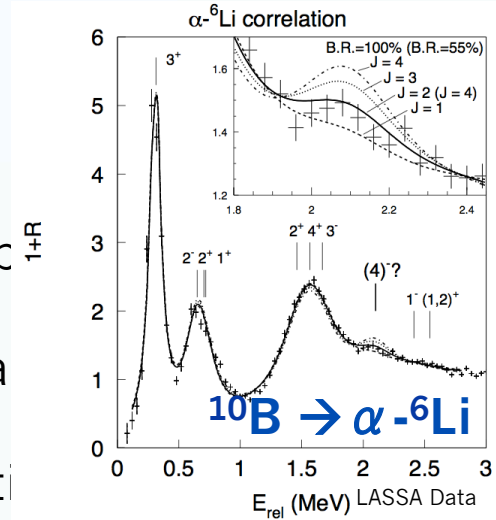 α-⁶Li correlation
6
5
4
3
2
1
0
1+R
3⁺
2⁻ 2⁺ 1⁺
2⁺ 4⁺ 3⁻
(4)⁻?
1⁻ (1,2)⁺
B.R.=100% (B.R.=55%)
J = 4
J = 3
J = 2 (J = 4)
J = 1
1.6
1.4
1.2
1.8
2
2.2
2.4
¹⁰B → α-⁶Li
0
0.5
1
1.5
2
2.5
3
E_rel (MeV) LASSA Data